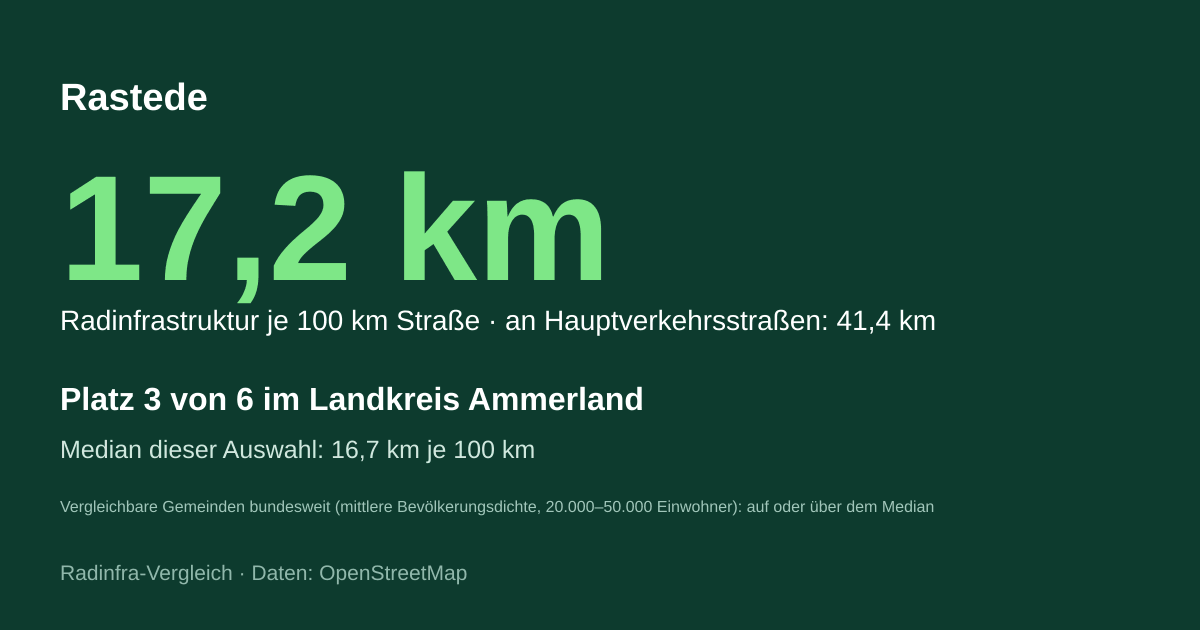 Rastede
17,2 km
Radinfrastruktur je 100 km Straße · an Hauptverkehrsstraßen: 41,4 km
Platz 3 von 6 im Landkreis Ammerland
Median dieser Auswahl: 16,7 km je 100 km
Vergleichbare Gemeinden bundesweit (mittlere Bevölkerungsdichte, 20.000–50.000 Einwohner): auf oder über dem Median
Radinfra-Vergleich · Daten: OpenStreetMap